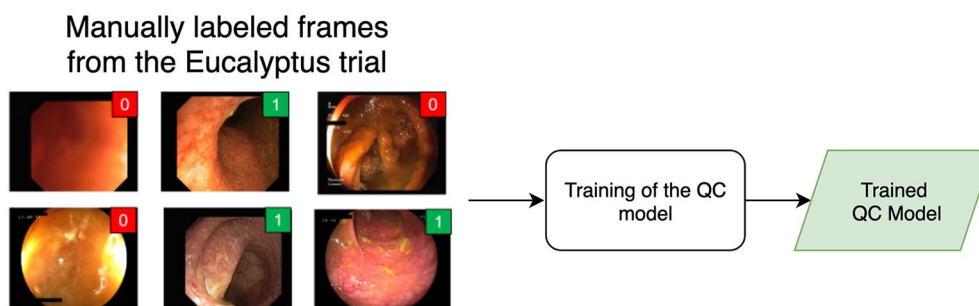 Manually labeled frames
from the Eucalyptus trial
0
1
0
0
1
1
Training of the QC
model
Trained
QC Model